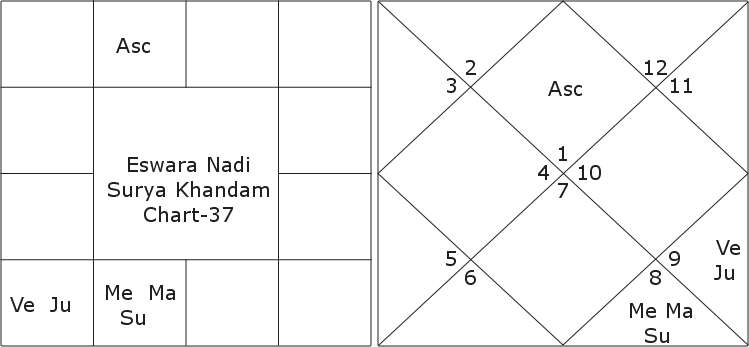 Asc
Eswara Nadi
Surya Khandam
Chart-37
Ve Ju
Me Ma
Su
2
12
3
11
Asc
1
4
10
7
5
9
6
8
Ve
Ju
Me Ma
Su